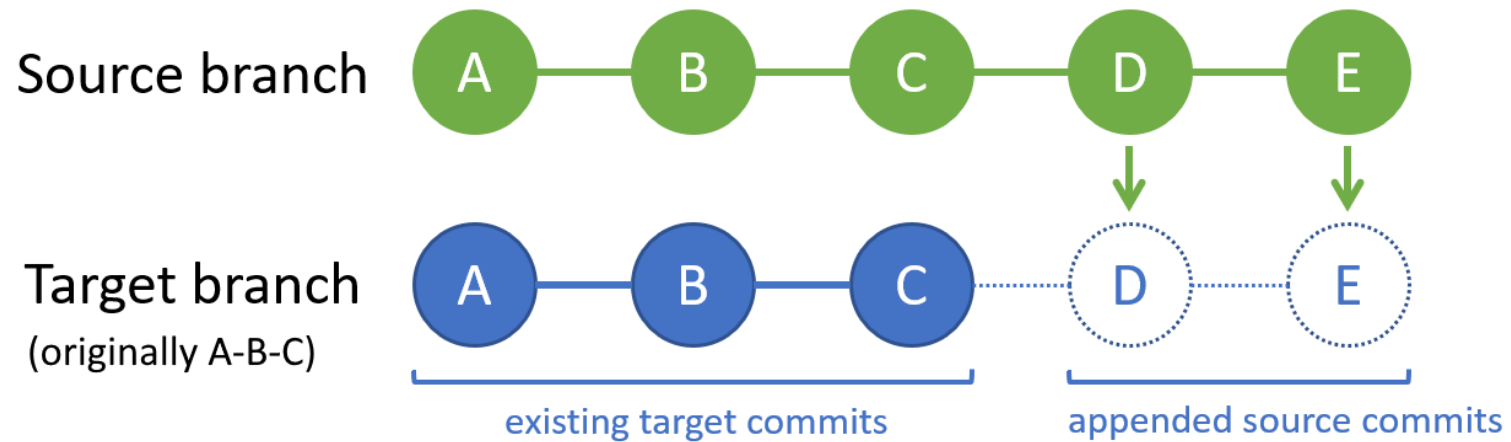 Source branch A B C D E
Target branch A B C D E
(originally A-B-C)
existing target commits appended source commits